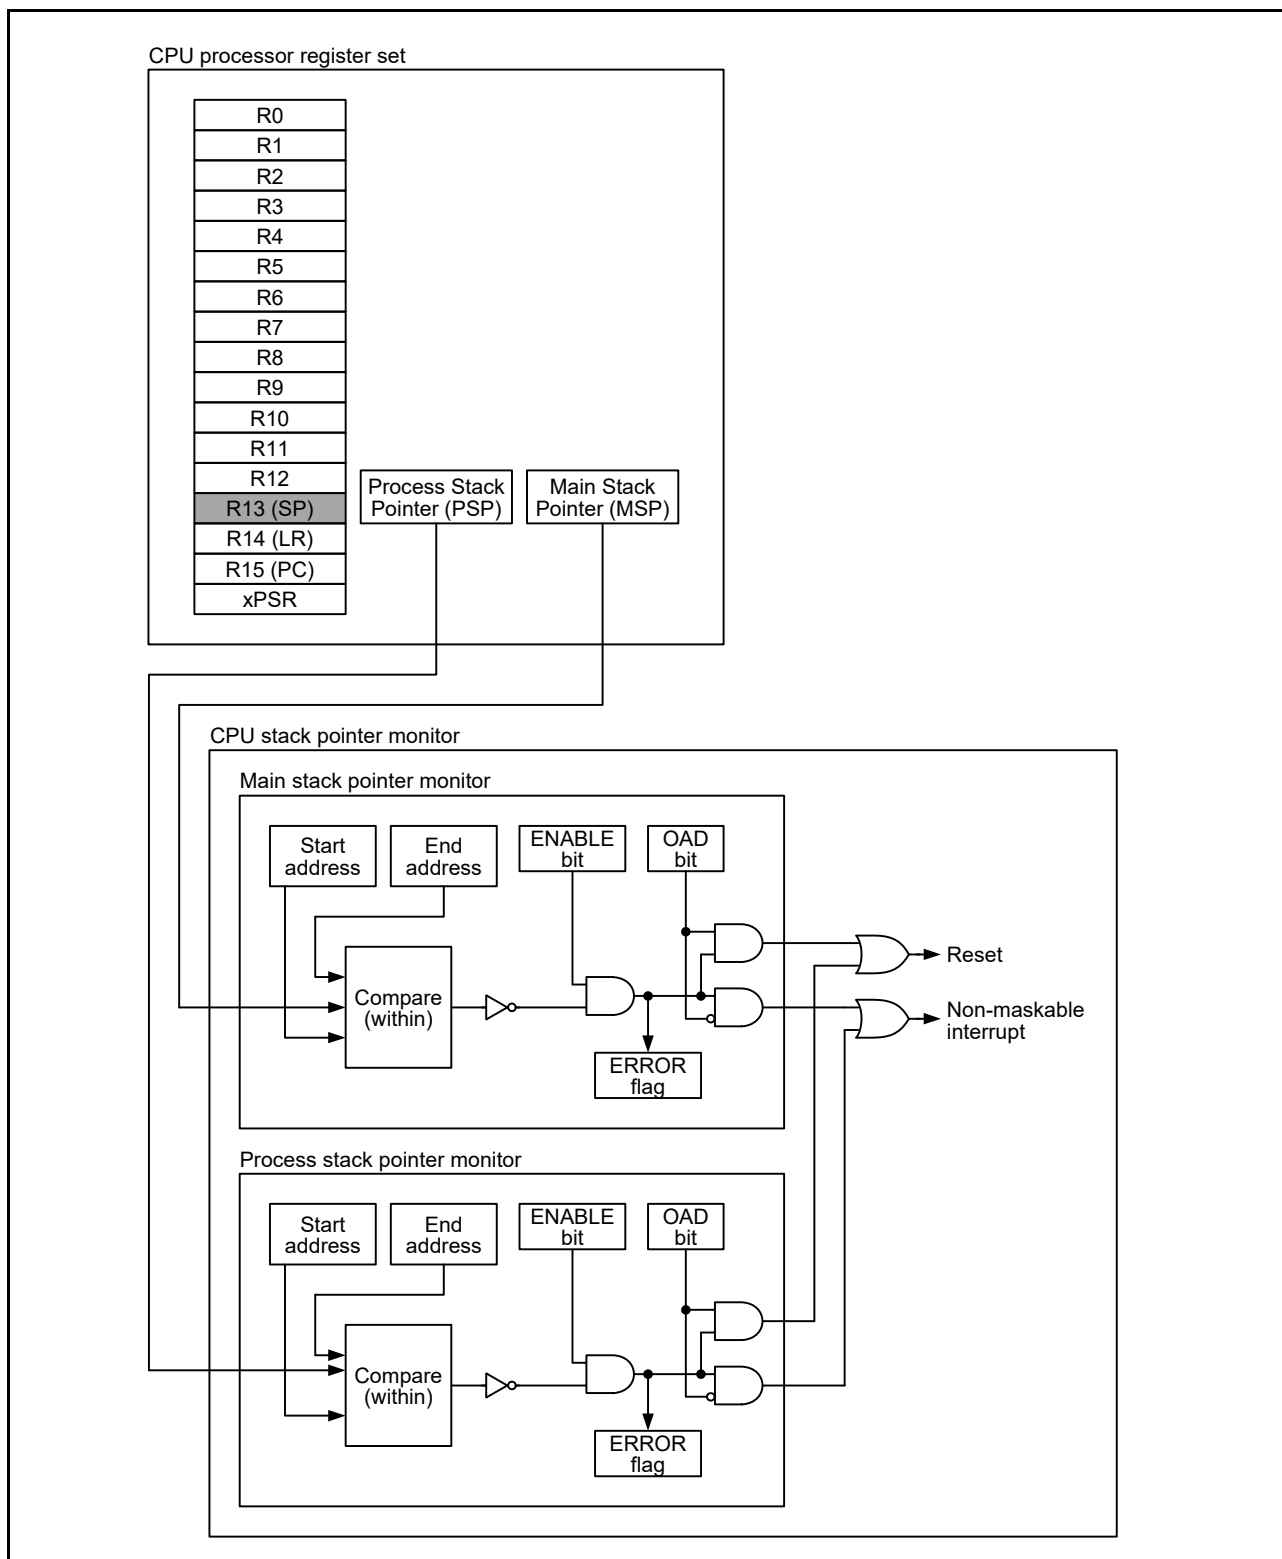 CPU processor register set
R0
R1
R2
R3
R4
R5
R6
R7
R8
R9
R10
R11
R12
R13 (SP)
R14 (LR)
R15 (PC)
xPSR
Process Stack
Pointer (PSP)
Main Stack
Pointer (MSP)
CPU stack pointer monitor
Main stack pointer monitor
Start
address
End
address
ENABLE
bit
OAD
bit
Compare
(within)
ERROR
flag
Reset
Non-maskable
interrupt
Process stack pointer monitor
Start
address
End
address
ENABLE
bit
OAD
bit
Compare
(within)
ERROR
flag